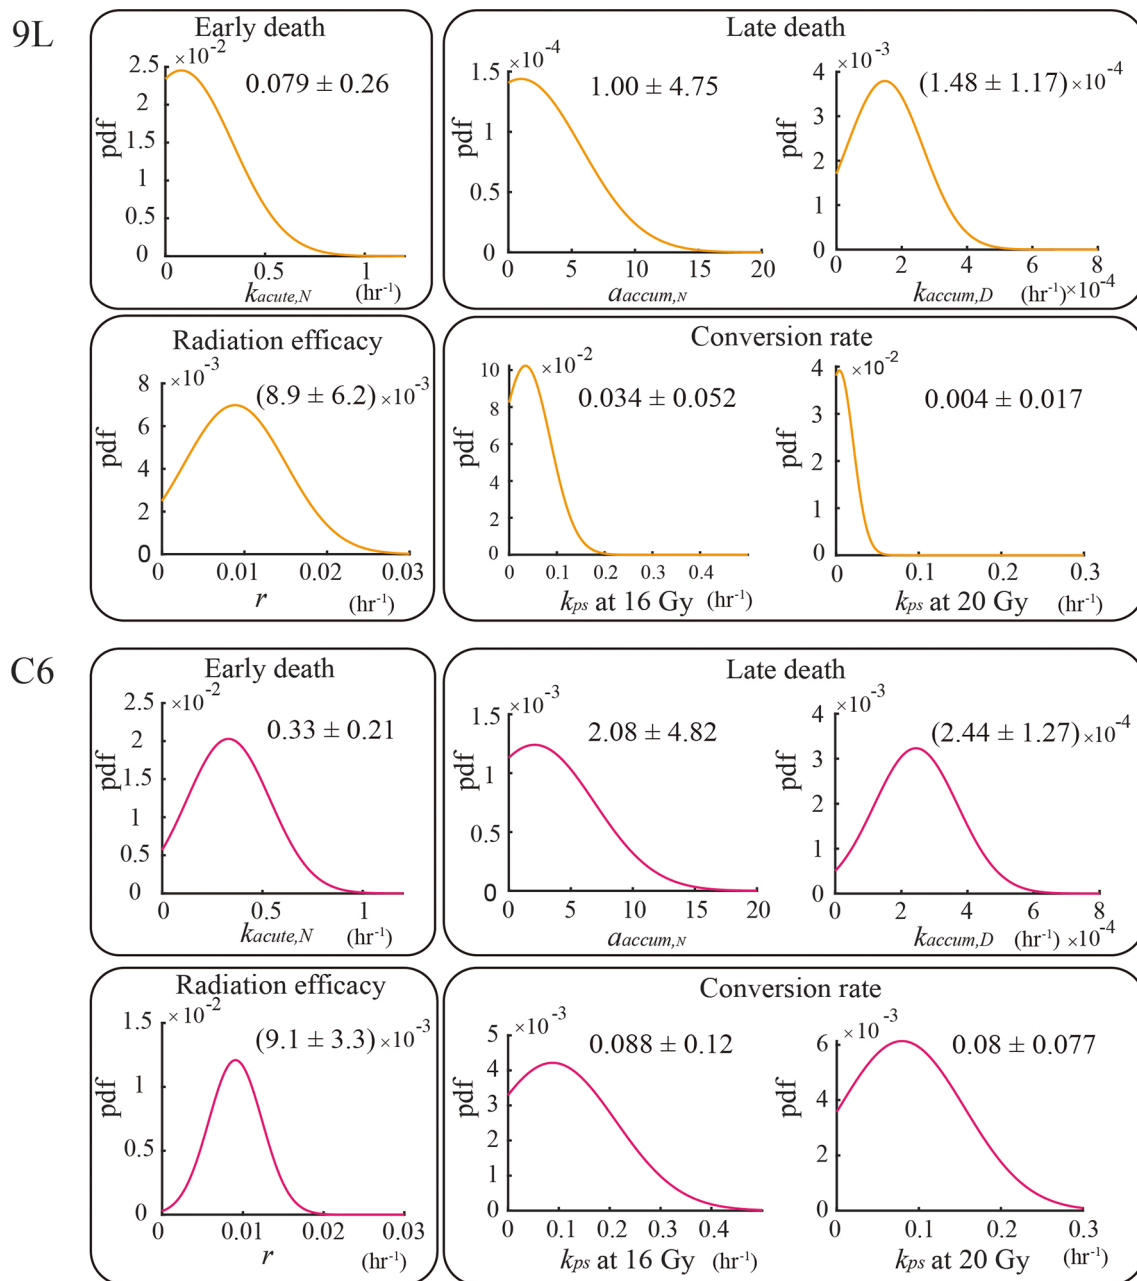 9L
Early death
×10⁻²
0.079 ± 0.26
2.5
2
1.5
1
0.5
0
pdf
0 0.5 1
kacute,N (hr⁻¹)
Late death
×10⁻⁴
1.00 ± 4.75
1.5
1
0.5
0
pdf
0 5 10 15 20
aaccum,N
×10⁻³
(1.48 ± 1.17)×10⁻⁴
4
3
2
1
0
pdf
0 2 4 6 8
kaccum,D (hr⁻¹)×10⁻⁴
Radiation efficacy
×10⁻³
(8.9 ± 6.2)×10⁻³
8
6
4
2
0
pdf
0 0.01 0.02 0.03
r (hr⁻¹)
Conversion rate
×10⁻²
0.034 ± 0.052
10
8
6
4
2
0
pdf
0 0.1 0.2 0.3 0.4
kps at 16 Gy (hr⁻¹)
×10⁻²
0.004 ± 0.017
4
3
2
1
0
pdf
0 0.1 0.2 0.3
kps at 20 Gy (hr⁻¹)
C6
Early death
×10⁻²
0.33 ± 0.21
2.5
2
1.5
1
0.5
0
pdf
0 0.5 1
kacute,N (hr⁻¹)
Late death
×10⁻³
2.08 ± 4.82
1.5
1
0.5
0
pdf
0 5 10 15 20
aaccum,N
×10⁻³
(2.44 ± 1.27)×10⁻⁴
4
3
2
1
0
pdf
0 2 4 6 8
kaccum,D (hr⁻¹) ×10⁻⁴
Radiation efficacy
×10⁻²
(9.1 ± 3.3)×10⁻³
1.5
1
0.5
0
pdf
0 0.01 0.02 0.03
r (hr⁻¹)
Conversion rate
×10⁻³
0.088 ± 0.12
5
4
3
2
1
0
pdf
0 0.1 0.2 0.3 0.4
kps at 16 Gy (hr⁻¹)
×10⁻³
0.08 ± 0.077
6
4
2
0
pdf
0 0.1 0.2 0.3
kps at 20 Gy (hr⁻¹)